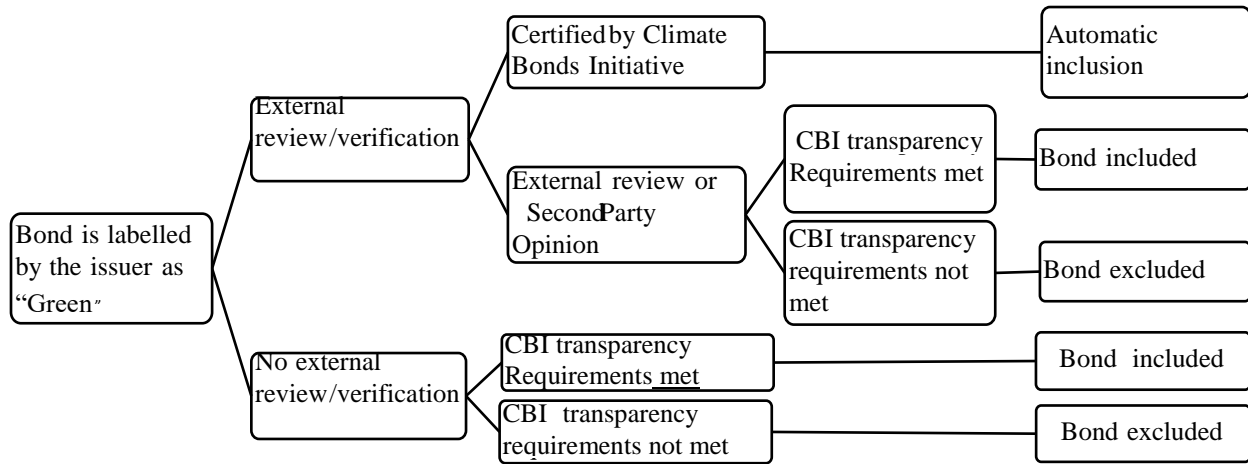 Certified by Climate
Bonds Initiative
Automatic
inclusion
External
review/verification
CBI transparency
Requirements met
Bond included
External review or
Second Party
Opinion
Bond is labelled
by the issuer as
“Green”
CBI transparency
requirements not
met
Bond excluded
No external
review/verification
CBI transparency
Requirements met
Bond included
CBI transparency
requirements not met
Bond excluded